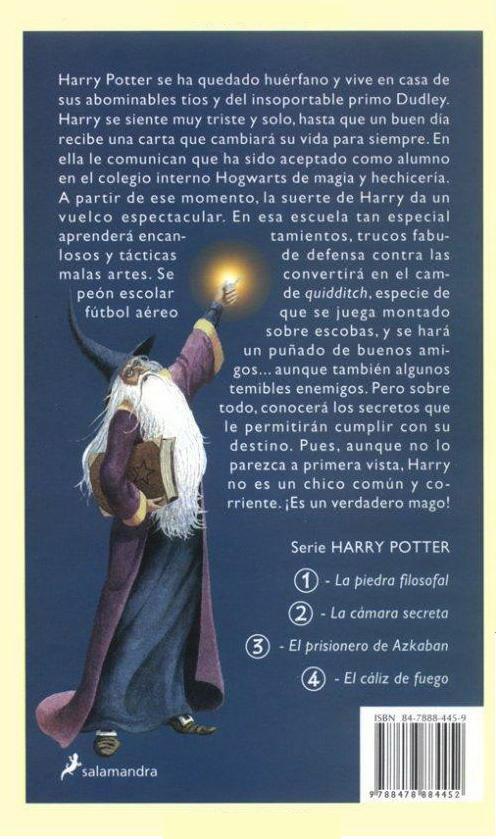 Harry Potter se ha quedado huérfano y vive en casa de
sus abominables tíos y del insoportable primo Dudley.
Harry se siente muy triste y solo, hasta que un buen día
recibe una carta que cambiará su vida para siempre. En
ella le comunican que ha sido aceptado como alumno
en el colegio interno Hogwarts de magia y hechicería.
A partir de ese momento, la suerte de Harry da un
vuelco espectacular. En esa escuela tan especial
aprenderá encan- tamientos, trucos fabu-
losos y tácticas de defensa contra las
malas artes. Se convertirá en el cam-
peón escolar de quidditch, especie de
fútbol aéreo que se juega montado
sobre escobas, y se hará
un puñado de buenos ami-
gos... aunque también algunos
temibles enemigos. Pero sobre
todo, conocerá los secretos que
le permitirán cumplir con su
destino. Pues, aunque no lo
parezca a primera vista, Harry
no es un chico común y co-
rriente. ¡Es un verdadero mago!
Serie HARRY POTTER
1 - La piedra filosofal
2 - La cámara secreta
3 - El prisionero de Azkaban
4 - El cáliz de fuego
ISBN 84-7888-445-9
9 788478 884452
salamandra